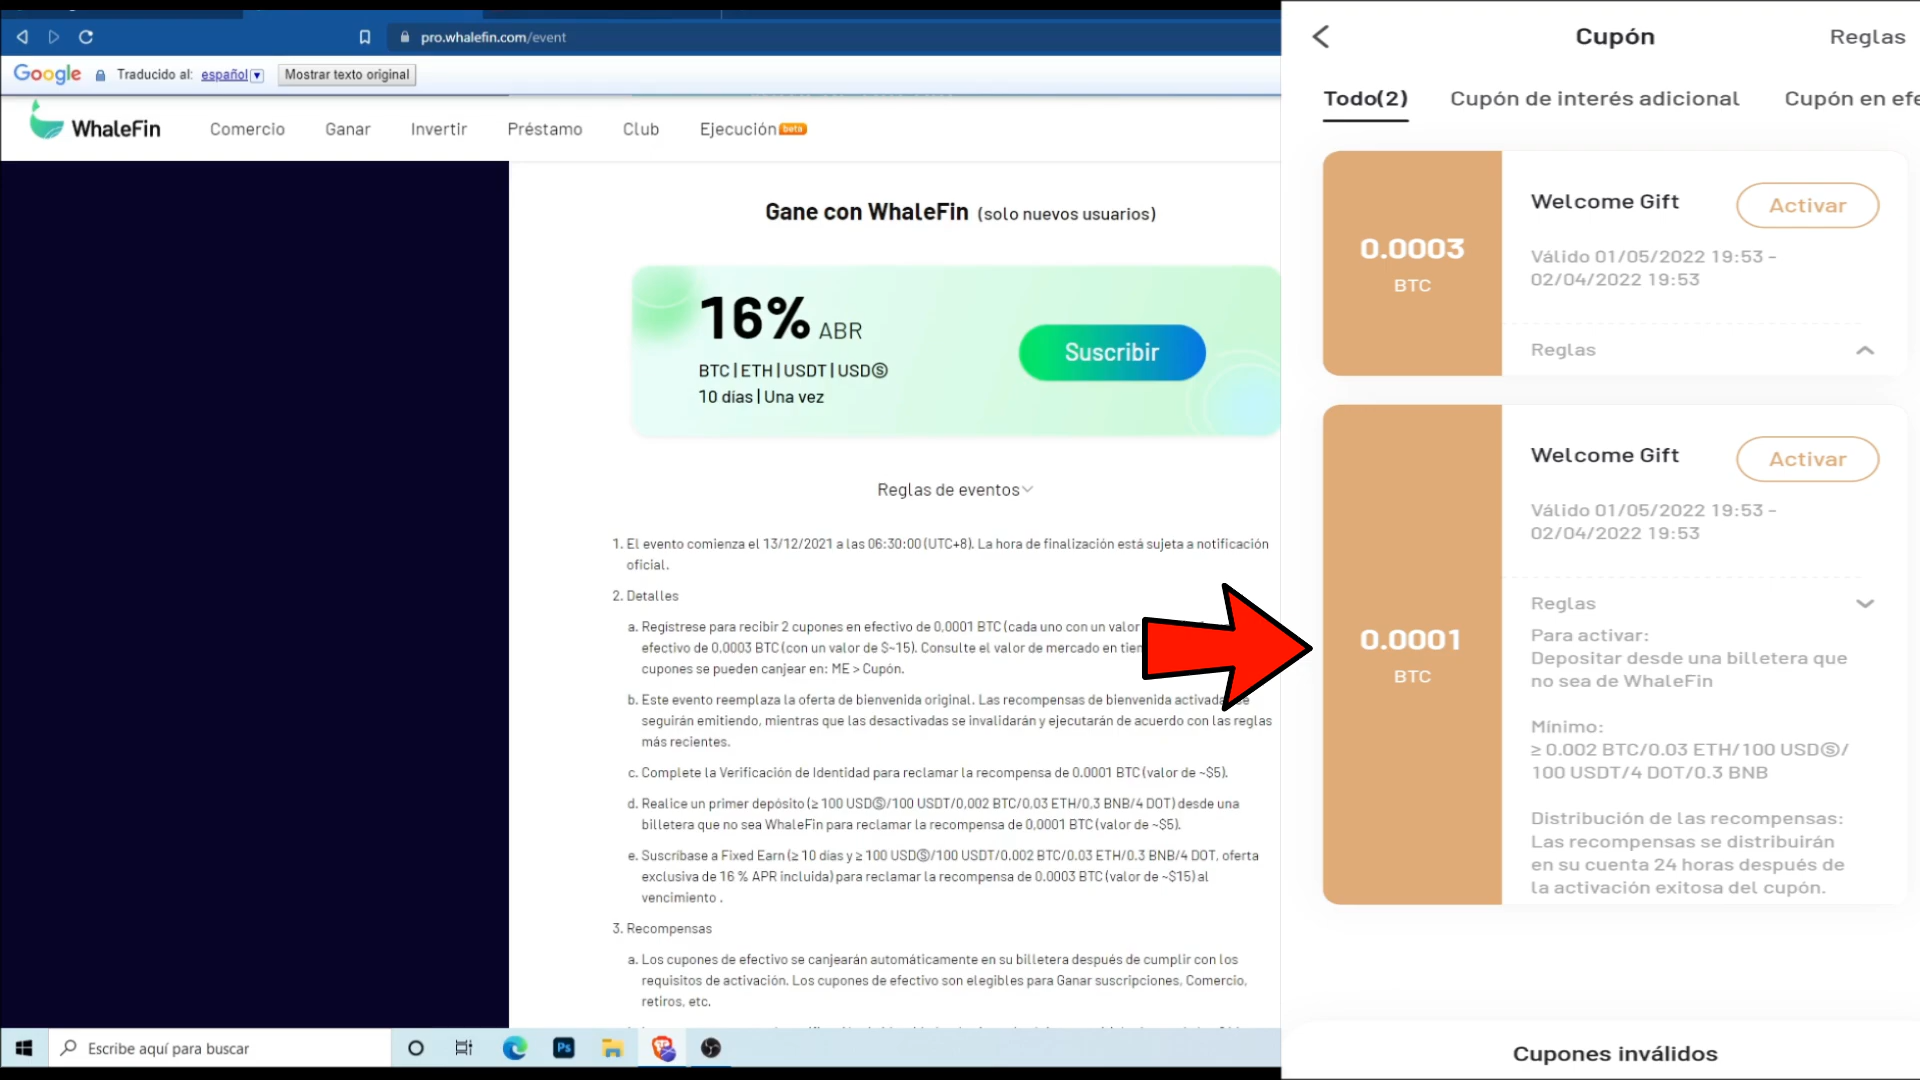 pro.whalefin.com/event
Google Traducido al: español Mostrar texto original
WhaleFin Comercio Ganar Invertir Préstamo Club Ejecución beta
Gane con WhaleFin (solo nuevos usuarios)
16% ABR
BTC | ETH | USDT | USDⓈ
10 días | Una vez
Suscribir
Reglas de eventos
1. El evento comienza el 13/12/2021 a las 06:30:00 (UTC+8). La hora de finalización está sujeta a notificación
oficial.
2. Detalles
a. Regístrese para recibir 2 cupones en efectivo de 0,0001 BTC (cada uno con un valor
efectivo de 0,0003 BTC (con un valor de $~15). Consulte el valor de mercado en tiem
cupones se pueden canjear en: ME > Cupón.
b. Este evento reemplaza la oferta de bienvenida original. Las recompensas de bienvenida activada se
seguirán emitiendo, mientras que las desactivadas se invalidarán y ejecutarán de acuerdo con las reglas
más recientes.
c. Complete la Verificación de Identidad para reclamar la recompensa de 0.0001 BTC (valor de ~$5).
d. Realice un primer depósito (≥ 100 USDⓈ/100 USDT/0,002 BTC/0,03 ETH/0,3 BNB/4 DOT) desde una
billetera que no sea WhaleFin para reclamar la recompensa de 0,0001 BTC (valor de ~$5).
e. Suscríbase a Fixed Earn (≥ 10 días y ≥ 100 USDⓈ/100 USDT/0.002 BTC/0.03 ETH/0.3 BNB/4 DOT, oferta
exclusiva de 16 % APR incluida) para reclamar la recompensa de 0.0003 BTC (valor de ~$15) al
vencimiento .
3. Recompensas
a. Los cupones de efectivo se canjearán automáticamente en su billetera después de cumplir con los
requisitos de activación. Los cupones de efectivo son elegibles para Ganar suscripciones, Comercio,
retiros, etc.
Escribe aquí para buscar
Ps
Cupón Reglas
Todo(2) Cupón de interés adicional Cupón en efe
0.0003
BTC
Welcome Gift
Activar
Válido 01/05/2022 19:53 -
02/04/2022 19:53
Reglas
0.0001
BTC
Welcome Gift
Activar
Válido 01/05/2022 19:53 -
02/04/2022 19:53
Reglas
Para activar:
Depositar desde una billetera que
no sea de WhaleFin
Mínimo:
≥ 0.002 BTC/0.03 ETH/100 USDⓈ/
100 USDT/4 DOT/0.3 BNB
Distribución de las recompensas:
Las recompensas se distribuirán
en su cuenta 24 horas después de
la activación exitosa del cupón.
Cupones inválidos